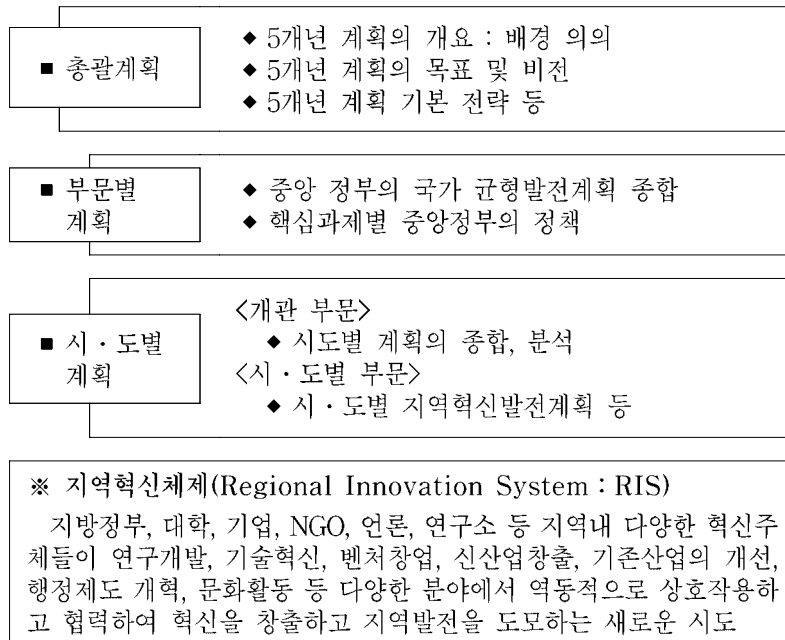 ■ 총괄계획
◆ 5개년 계획의 개요 : 배경 의의
◆ 5개년 계획의 목표 및 비전
◆ 5개년 계획 기본 전략 등
■ 부문별
계획
◆ 중앙 정부의 국가 균형발전계획 종합
◆ 핵심과제별 중앙정부의 정책
■ 시・도별
계획
<개관 부문>
◆ 시도별 계획의 종합, 분석
<시・도별 부문>
◆ 시・도별 지역혁신발전계획 등
※ 지역혁신체제(Regional Innovation System : RIS)
지방정부, 대학, 기업, NGO, 언론, 연구소 등 지역내 다양한 혁신주
체들이 연구개발, 기술혁신, 벤처창업, 신산업창출, 기존산업의 개선,
행정제도 개혁, 문화활동 등 다양한 분야에서 역동적으로 상호작용하
고 협력하여 혁신을 창출하고 지역발전을 도모하는 새로운 시도